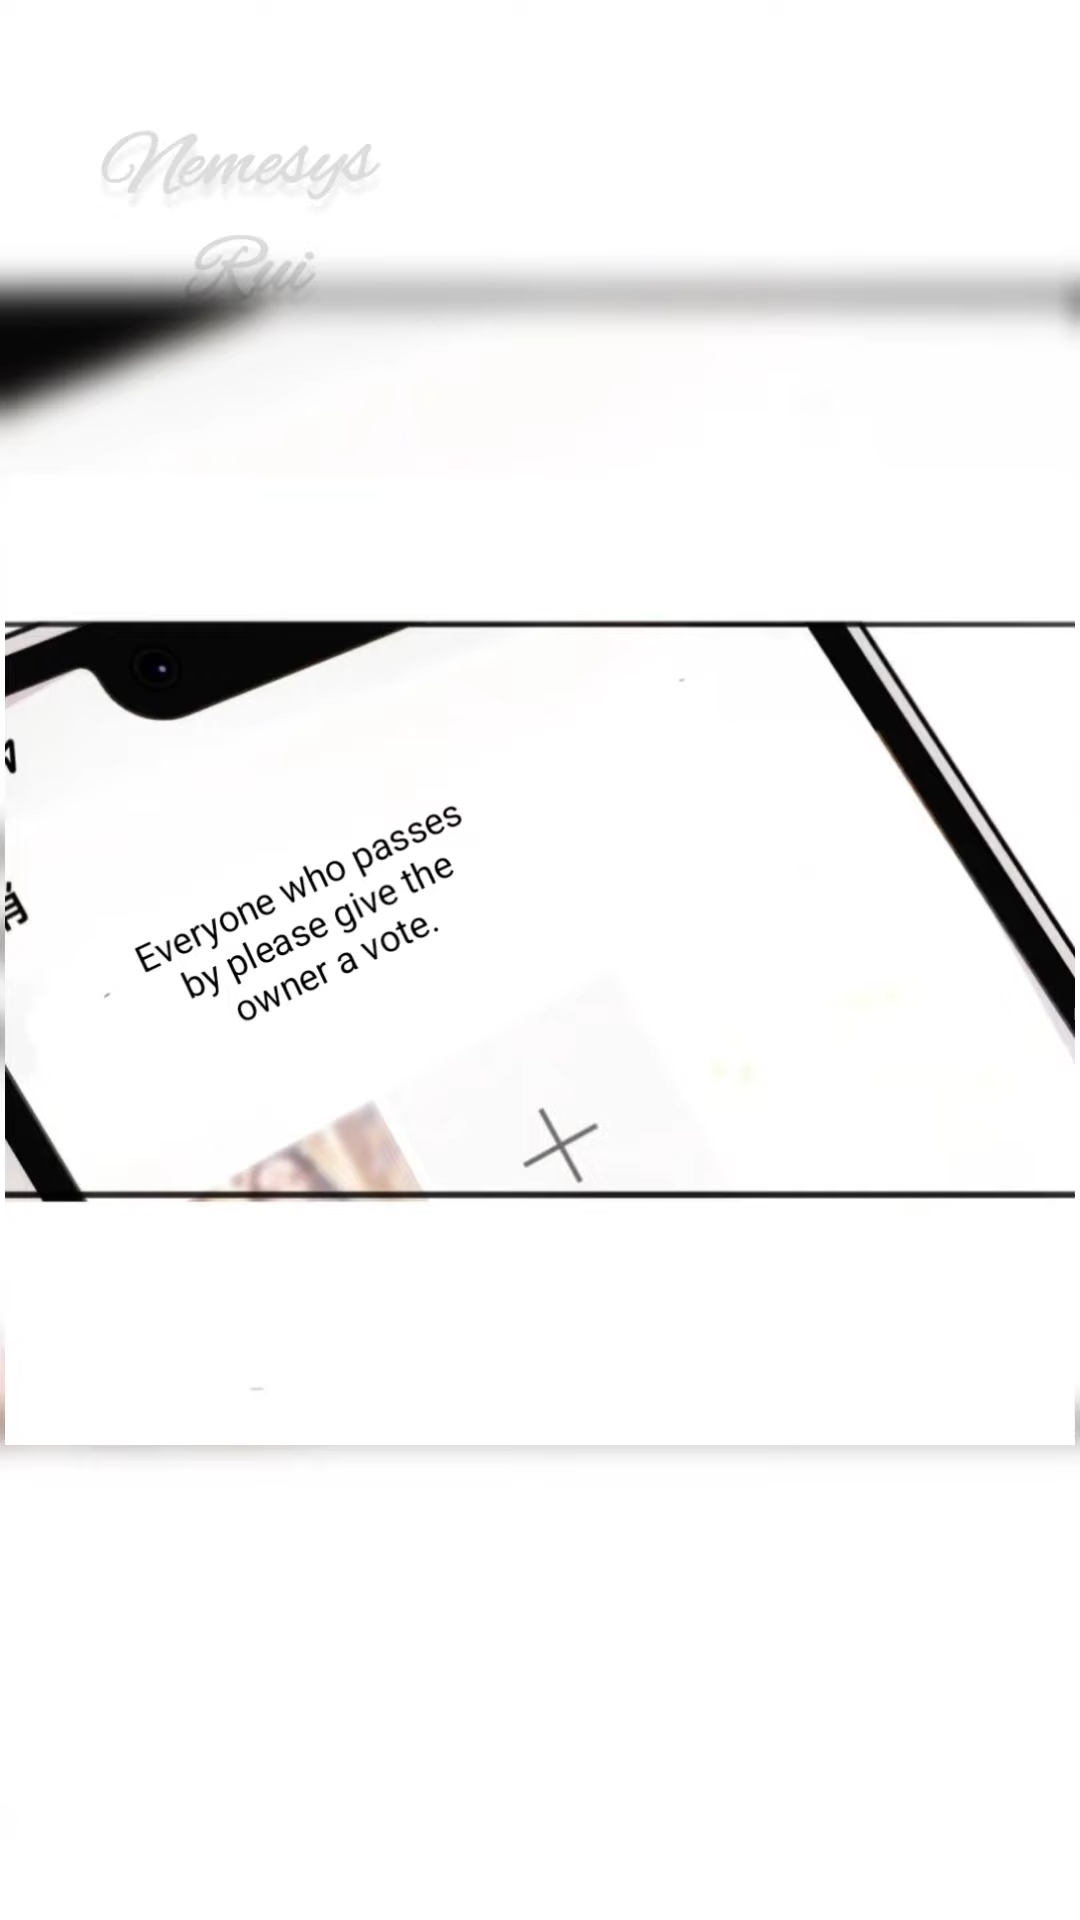 Nemesys
Rui
Everyone who passes
by please give the
owner a vote.